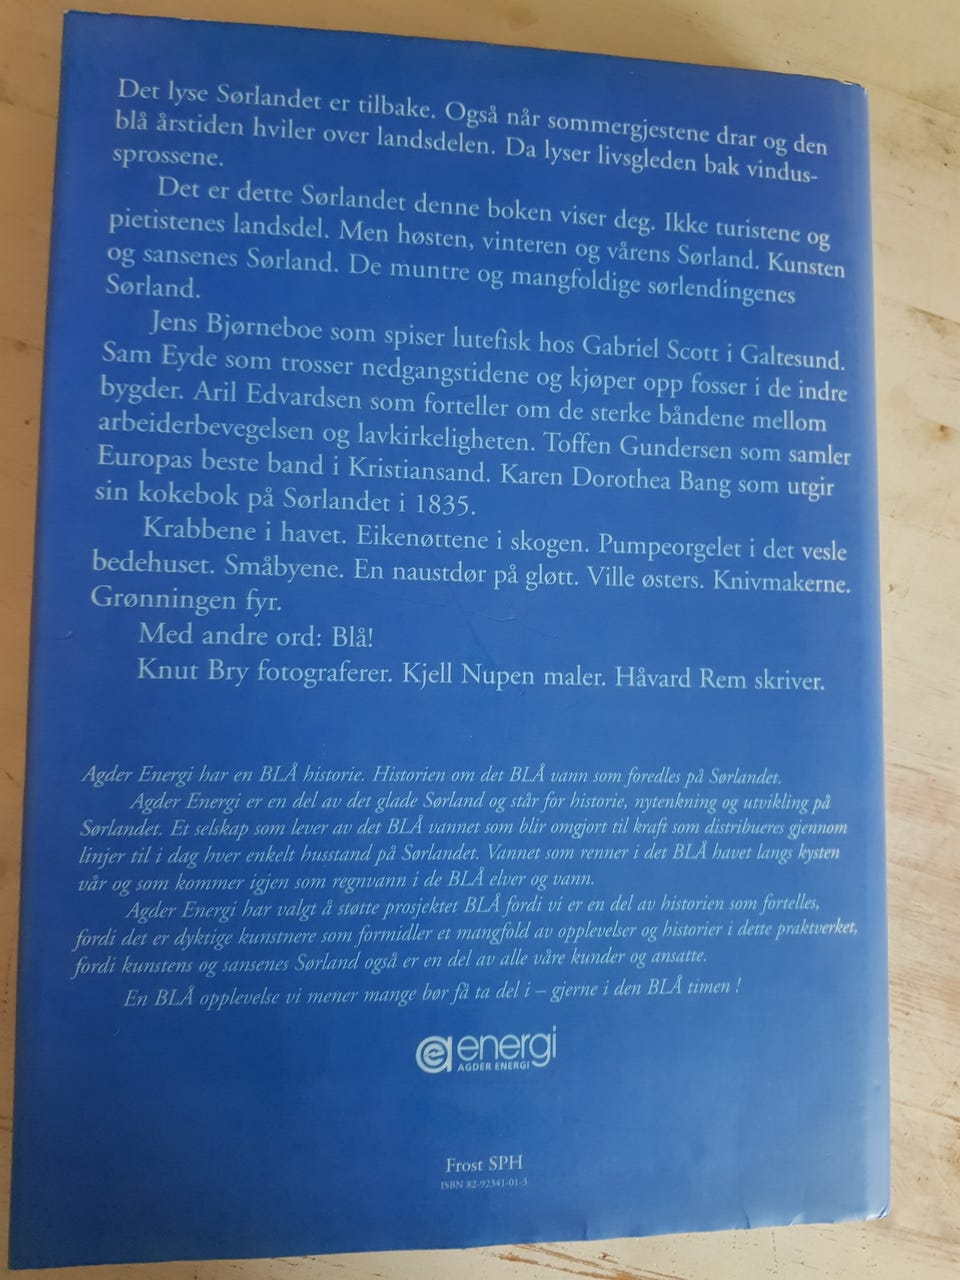 Det lyse Sørlandet er tilbake. Også når sommergjestene drar og den
blå årstiden hviler over landsdelen. Da lyser livsgleden bak vindus-
sprossene.
Det er dette Sørlandet denne boken viser deg. Ikke turistene og
pietistenes landsdel. Men høsten, vinteren og vårens Sørland. Kunsten
og sansenes Sørland. De muntre og mangfoldige sørlendingenes
Sørland.
Jens Bjørneboe som spiser lutefisk hos Gabriel Scott i Galtesund.
Sam Eyde som trosser nedgangstidene og kjøper opp fosser i de indre
bygder. Aril Edvardsen som forteller om de sterke båndene mellom
arbeiderbevegelsen og lavkirkeligheten. Toffen Gundersen som samler
Europas beste band i Kristiansand. Karen Dorothea Bang som utgir
sin kokebok på Sørlandet i 1835.
Krabbene i havet. Eikenøttene i skogen. Pumpeorgelet i det vesle
bedehuset. Småbyene. En naustdør på gløtt. Ville østers. Knivmakerne.
Grønningen fyr.
Med andre ord: Blå!
Knut Bry fotograferer. Kjell Nupen maler. Håvard Rem skriver.
Agder Energi har en BLÅ historie. Historien om det BLÅ vann som foredles på Sørlandet.
Agder Energi er en del av det glade Sørland og står for historie, nytenkning og utvikling på
Sørlandet. Et selskap som lever av det BLÅ vannet som blir omgjort til kraft som distribueres gjennom
linjer til i dag hver enkelt husstand på Sørlandet. Vannet som renner i det BLÅ havet langs kysten
vår og som kommer igjen som regnvann i de BLÅ elver og vann.
Agder Energi har valgt å støtte prosjektet BLÅ fordi vi er en del av historien som fortelles,
fordi det er dyktige kunstnere som formidler et mangfold av opplevelser og historier i dette praktverket,
fordi kunstens og sansenes Sørland også er en del av alle våre kunder og ansatte.
En BLÅ opplevelse vi mener mange bør få ta del i – gjerne i den BLÅ timen !
ae energi
AGDER ENERGI
Frost SPH
ISBN 82-92341-01-3